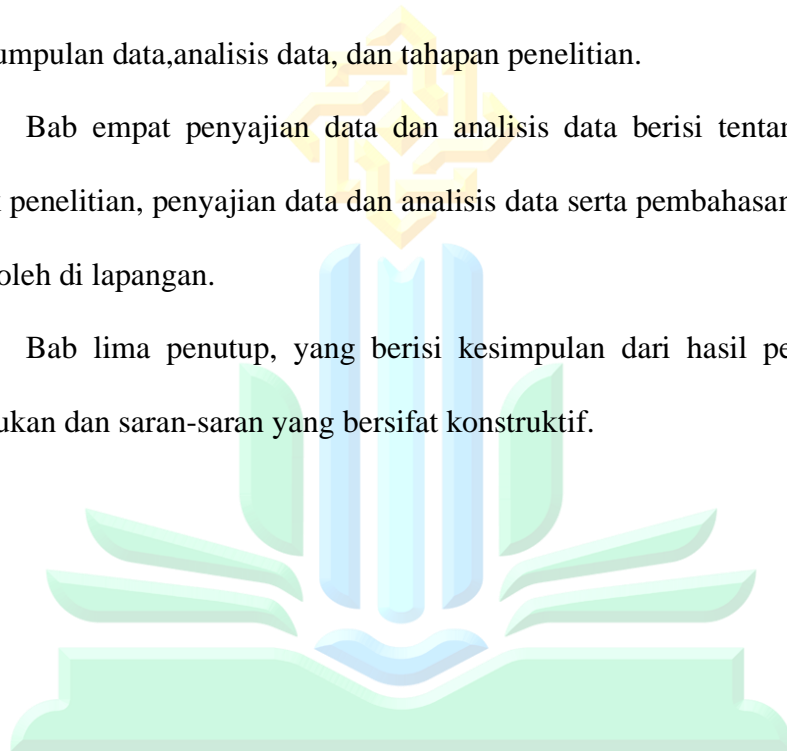 umpulan data,analisis data, dan tahapan penelitian.
Bab empat penyajian data dan analisis data berisi tentar
penelitian, penyajian data dan analisis data serta pembahasar
oleh di lapangan.
Bab lima penutup, yang berisi kesimpulan dari hasil pe
ukan dan saran-saran yang bersifat konstruktif.